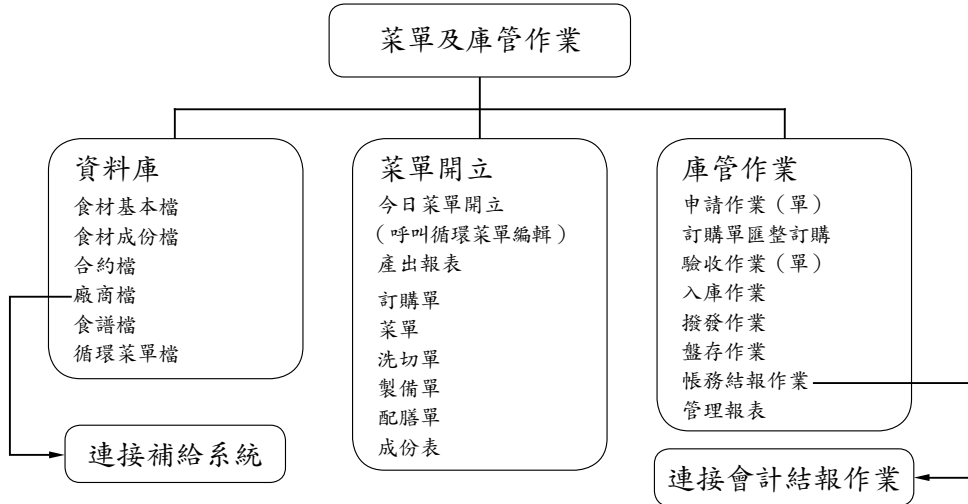 菜單及庫管作業
資料庫
食材基本檔
食材成份檔
合約檔
廠商檔
食譜檔
循環菜單檔
連接補給系統
菜單開立
今日菜單開立
（呼叫循環菜單編輯）
產出報表
訂購單
菜單
洗切單
製備單
配膳單
成份表
庫管作業
申請作業（單）
訂購單匯整訂購
驗收作業（單）
入庫作業
撥發作業
盤存作業
帳務結報作業
管理報表
連接會計結報作業